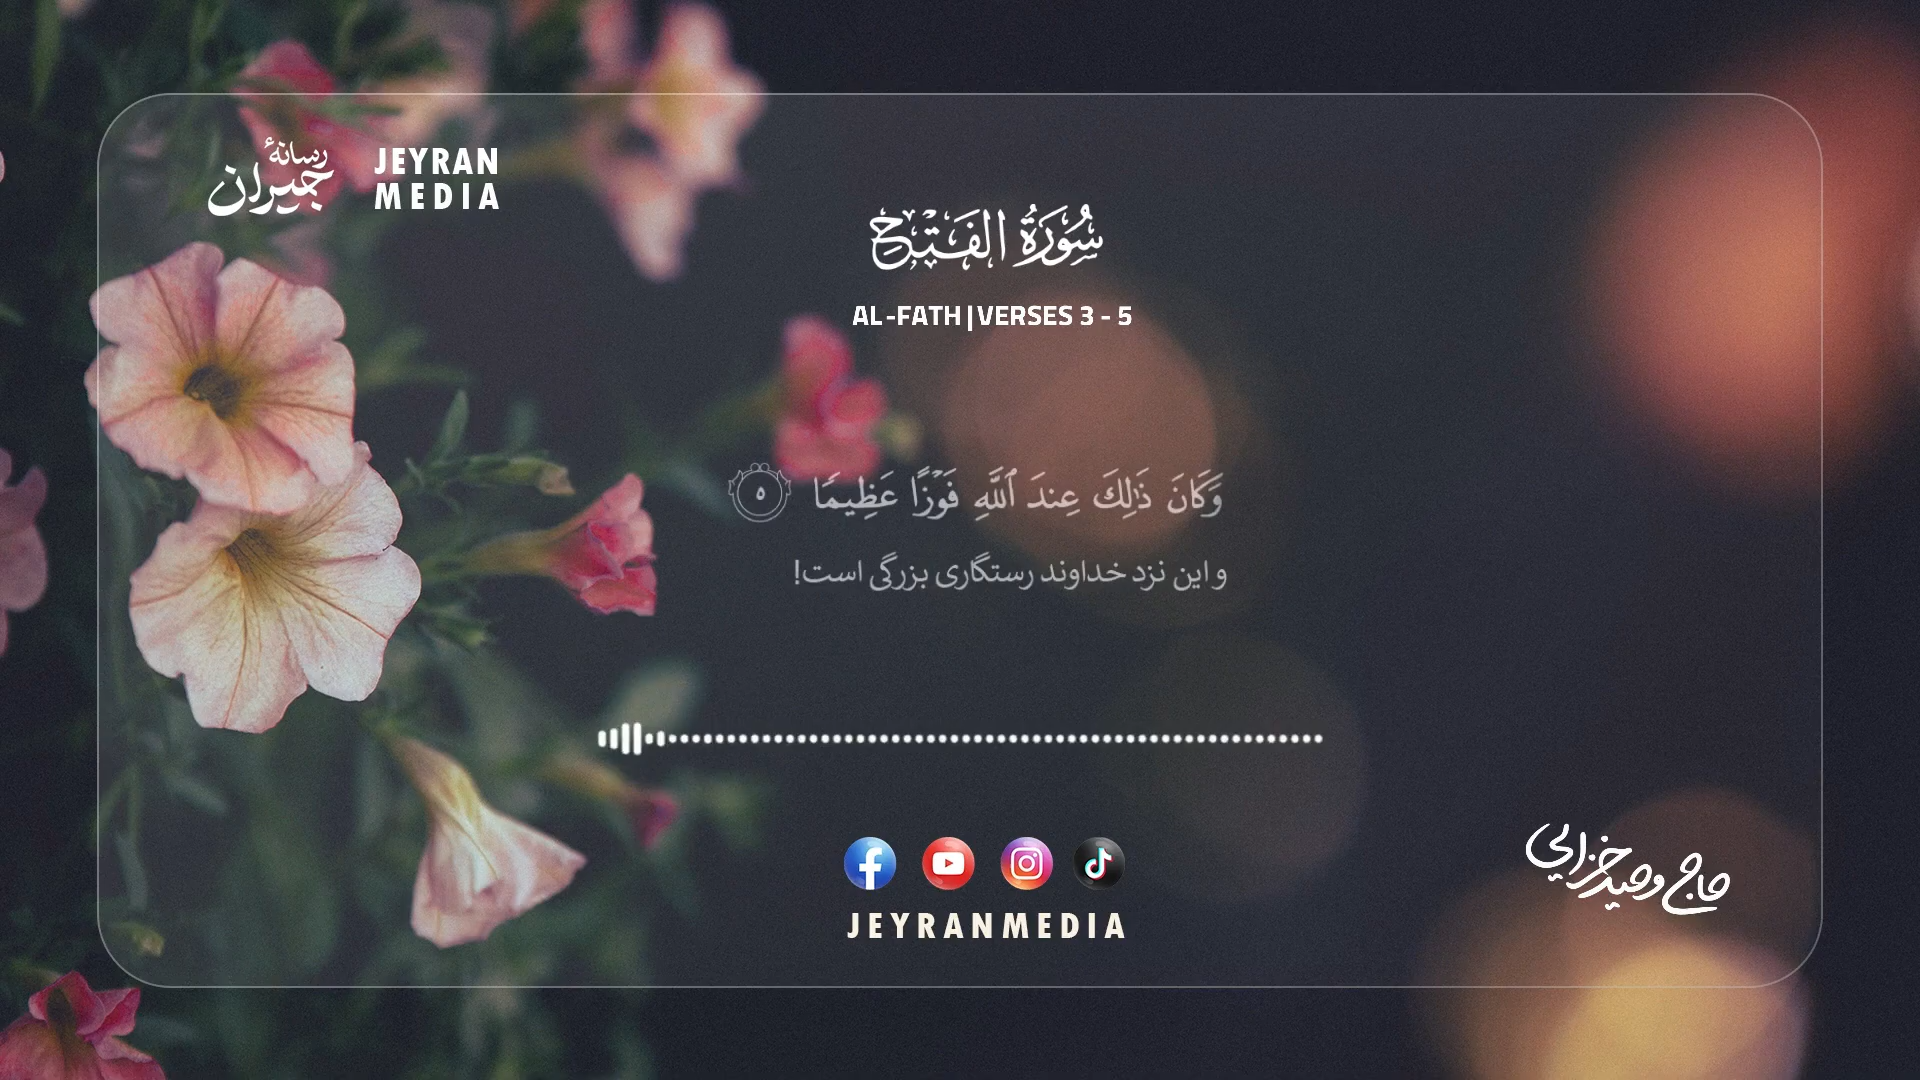 رسانهٔ
جیران
JEYRAN
MEDIA
سُورَةُ الفَتْحِ
AL-FATH|VERSES 3 - 5
وَكَانَ ذَٰلِكَ عِندَ ٱللَّهِ فَوْزًا عَظِيمًا ٥
و این نزد خداوند رستگاری بزرگی است!
JEYRANMEDIA
حاج وحید خزایی